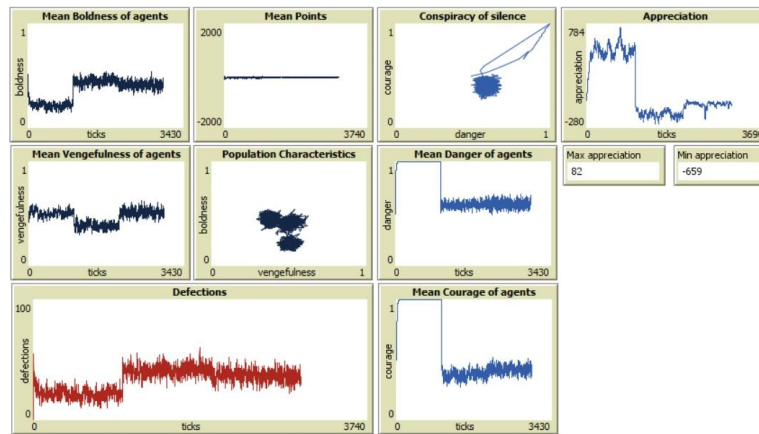 Mean Boldness of agents
1
boldness
0
0 ticks 3430
Mean Points
2000
-2000
0 3740
Conspiracy of silence
1
courage
0
0 danger 1
Appreciation
784
appreciation
-280
0 ticks 3690
Mean Vengefulness of agents
1
vengefulness
0
0 ticks 3430
Population Characteristics
1
boldness
0
0 vengefulness 1
Mean Danger of agents
1
danger
0
0 ticks 3430
Max appreciation
82
Min appreciation
-659
Defections
100
defections
0
0 ticks 3740
Mean Courage of agents
1
courage
0
0 ticks 3430